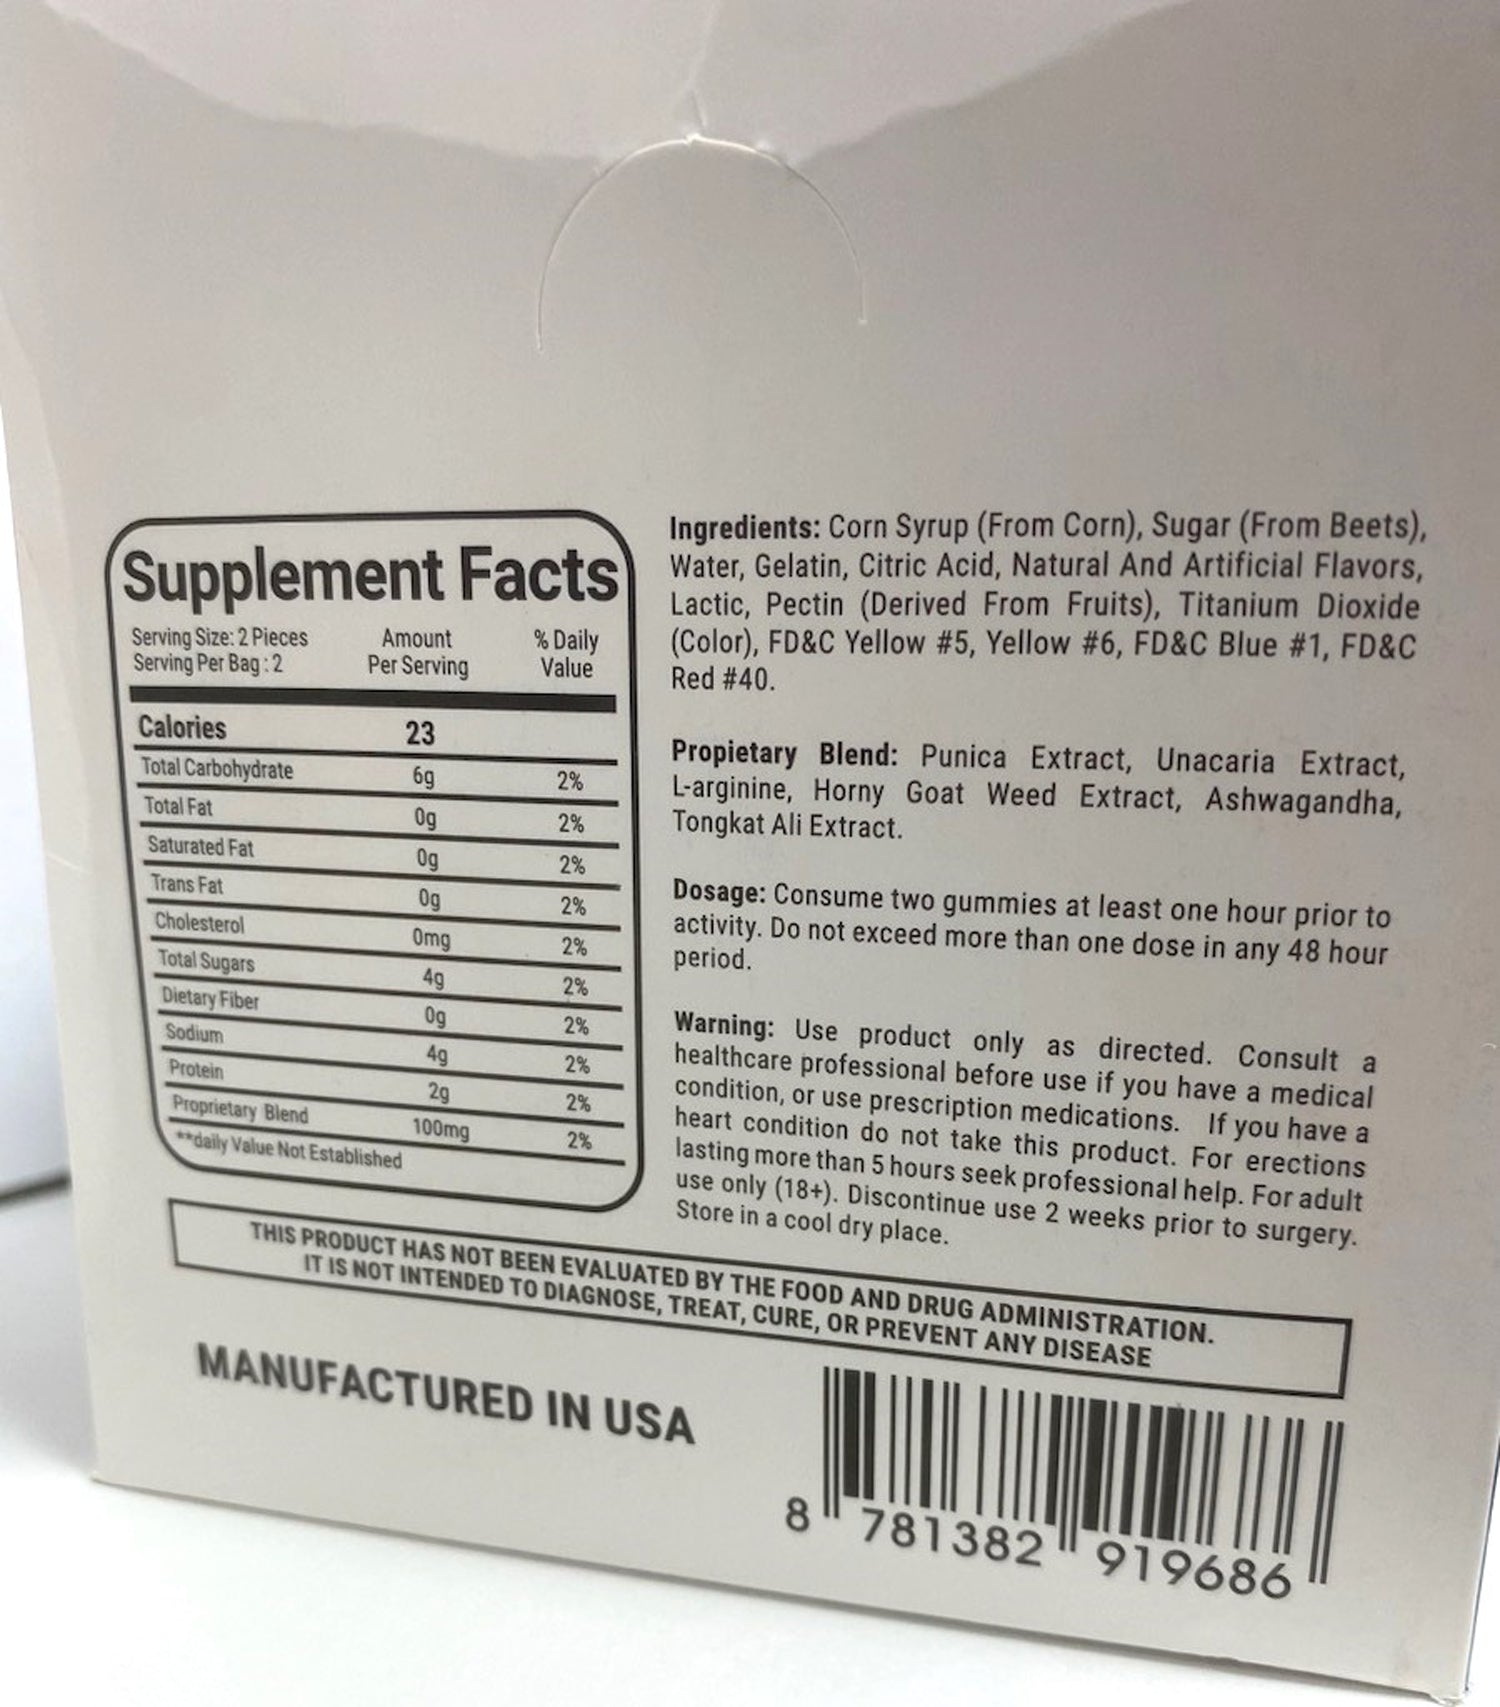 Supplement Facts
Serving Size: 2 Pieces Amount % Daily
Serving Per Bag : 2 Per Serving Value
Calories 23
Total Carbohydrate 6g 2%
Total Fat 0g 2%
Saturated Fat 0g 2%
Trans Fat 0g 2%
Cholesterol 0mg 2%
Total Sugars 4g 2%
Dietary Fiber 0g 2%
Sodium 4g 2%
Protein 2g 2%
Proprietary Blend 100mg 2%
**daily Value Not Established
Ingredients: Corn Syrup (From Corn), Sugar (From Beets),
Water, Gelatin, Citric Acid, Natural And Artificial Flavors,
Lactic, Pectin (Derived From Fruits), Titanium Dioxide
(Color), FD&C Yellow #5, Yellow #6, FD&C Blue #1, FD&C
Red #40.
Propietary Blend: Punica Extract, Unacaria Extract,
L-arginine, Horny Goat Weed Extract, Ashwagandha,
Tongkat Ali Extract.
Dosage: Consume two gummies at least one hour prior to
activity. Do not exceed more than one dose in any 48 hour
period.
Warning: Use product only as directed. Consult a
healthcare professional before use if you have a medical
condition, or use prescription medications. If you have a
heart condition do not take this product. For erections
lasting more than 5 hours seek professional help. For adult
use only (18+). Discontinue use 2 weeks prior to surgery.
Store in a cool dry place.
THIS PRODUCT HAS NOT BEEN EVALUATED BY THE FOOD AND DRUG ADMINISTRATION.
IT IS NOT INTENDED TO DIAGNOSE, TREAT, CURE, OR PREVENT ANY DISEASE
MANUFACTURED IN USA
8 781382 919686